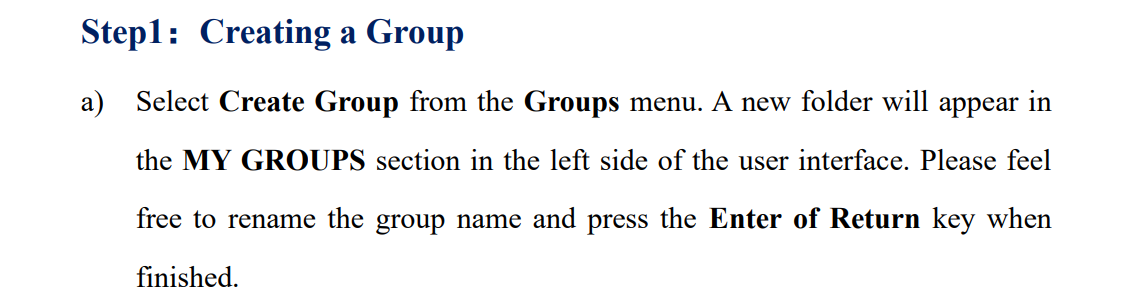 Step1：Creating a Group
a) Select Create Group from the Groups menu. A new folder will appear in
the MY GROUPS section in the left side of the user interface. Please feel
free to rename the group name and press the Enter of Return key when
finished.